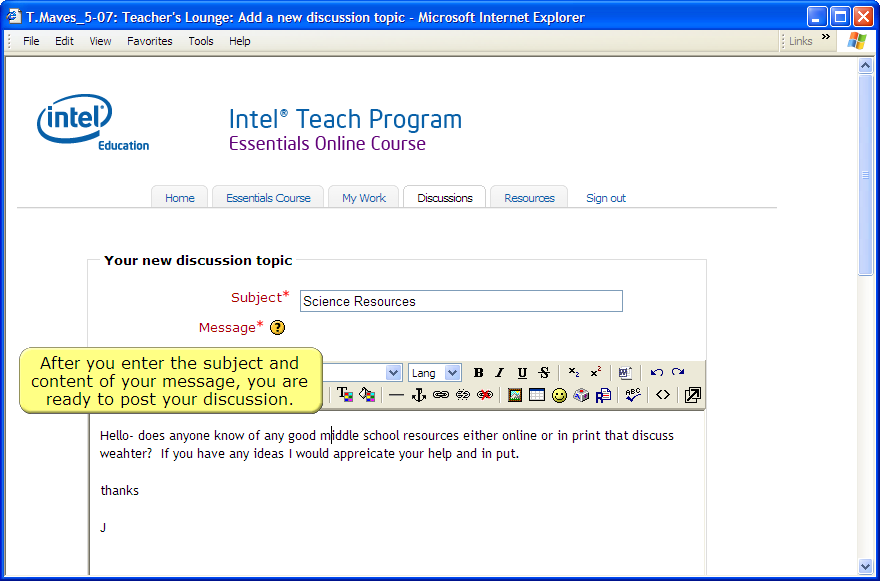 T.Maves_5-07: Teacher's Lounge: Add a new discussion topic - Microsoft Internet Explorer
File Edit View Favorites Tools Help Links »
intel® Education
Intel® Teach Program
Essentials Online Course
Home Essentials Course My Work Discussions Resources Sign out
Your new discussion topic
Subject* Science Resources
Message* ?
After you enter the subject and
content of your message, you are
ready to post your discussion.
Lang B I U S x₂ x²
Hello- does anyone know of any good middle school resources either online or in print that discuss
weahter? If you have any ideas I would appreicate your help and in put.
thanks
J